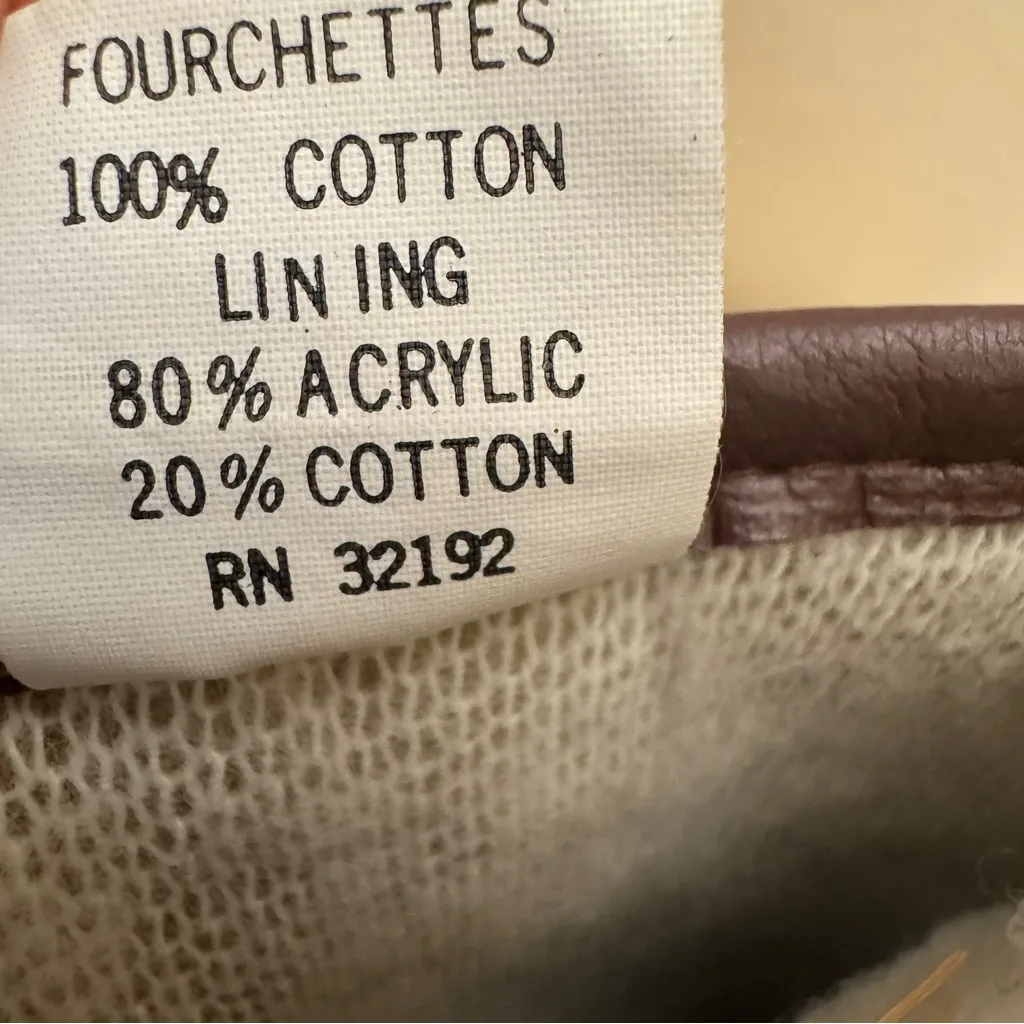 FOURCHETTES
100% COTTON
LINING
80% ACRYLIC
20% COTTON
RN 32192